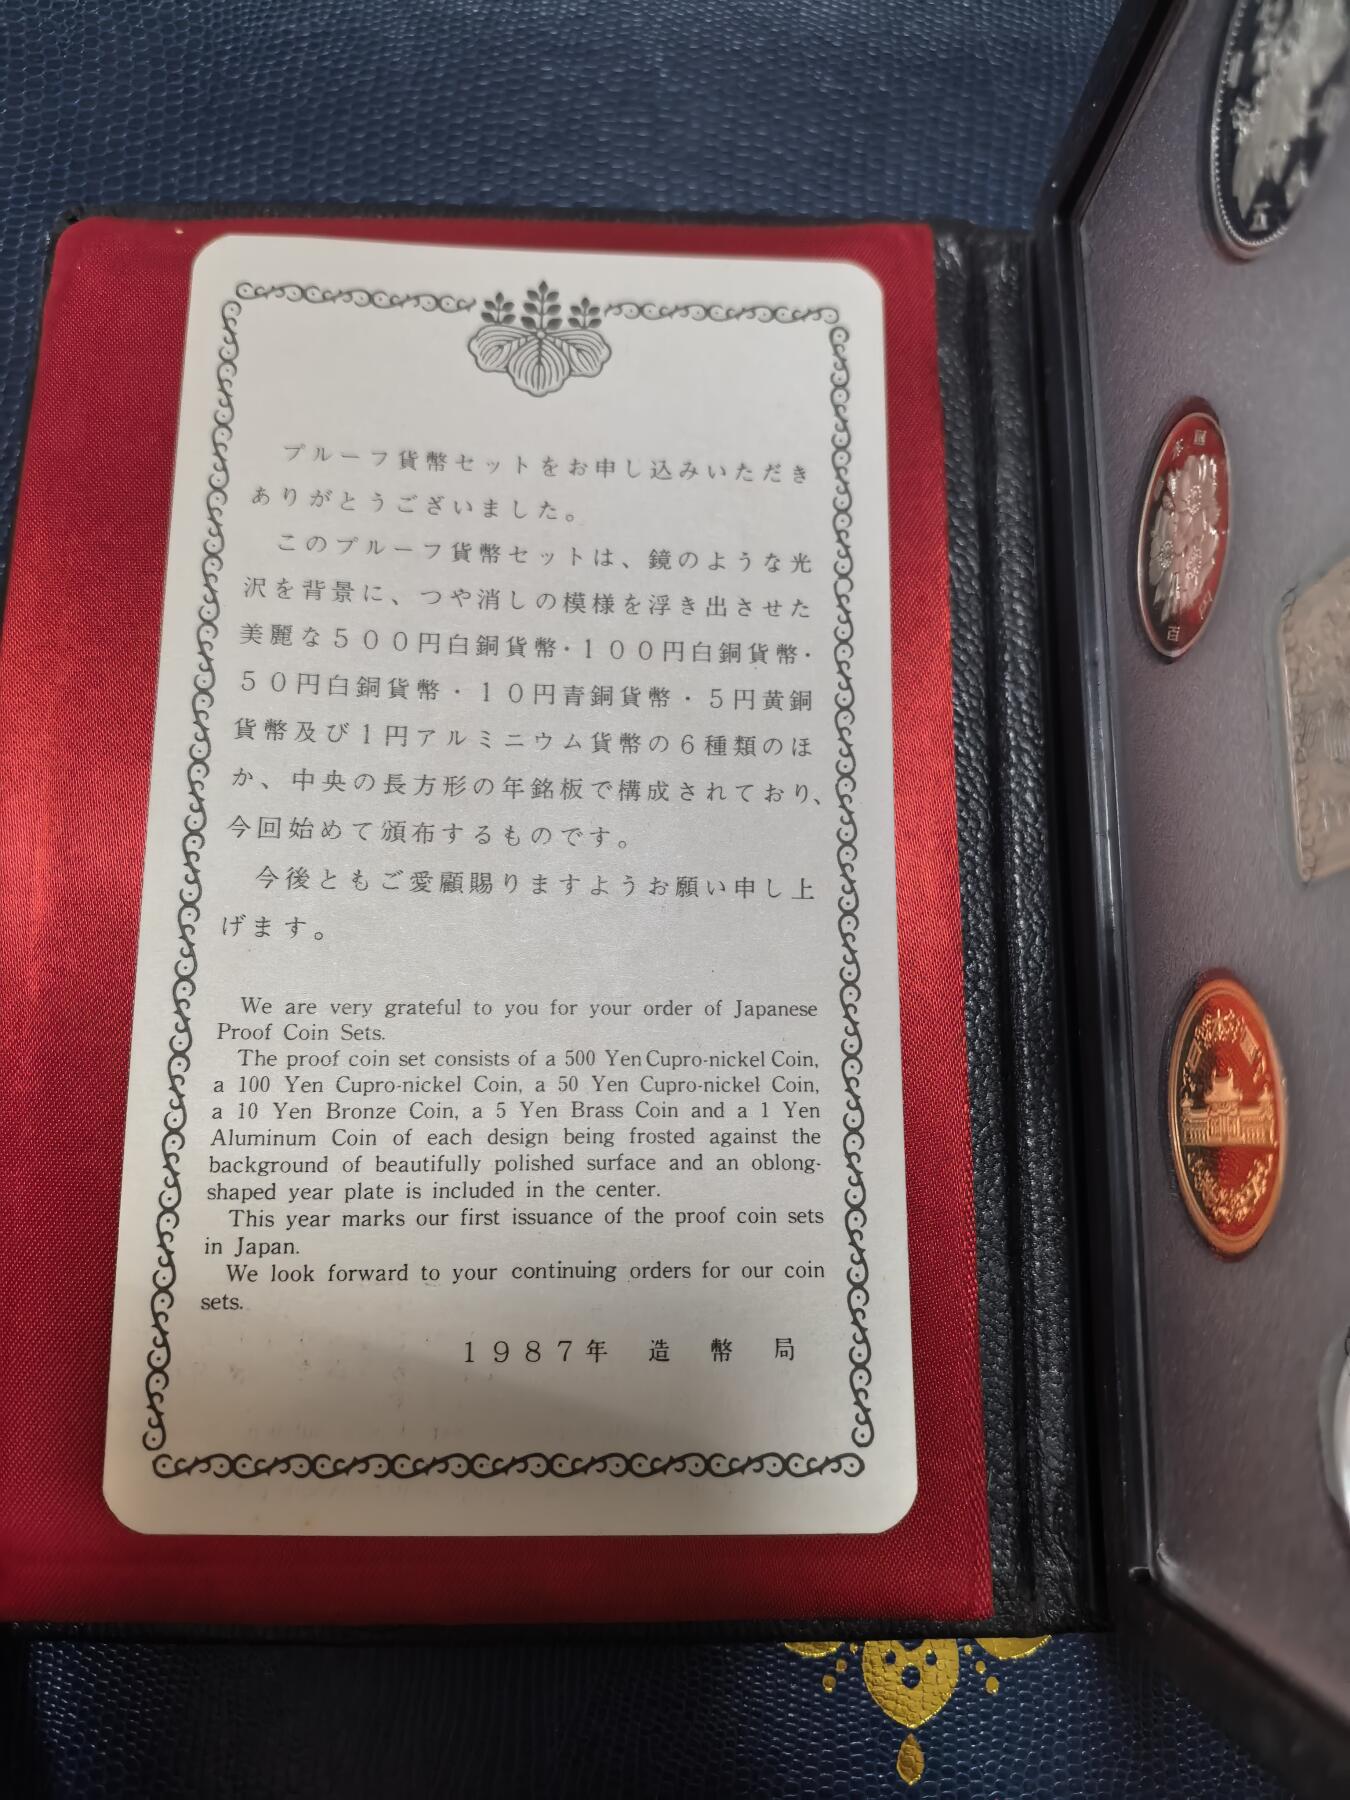 プルーフ貨幣セットをお申し込みいただき
ありがとうございました。
このプルーフ貨幣セットは、鏡のような光
沢を背景に、つや消しの模様を浮き出させた
美麗な500円白銅貨幣·100円白銅貨幣·
50円白銅貨幣·10円青銅貨幣·5円黄銅
貨幣及び1円アルミニウム貨幣の6種類のほ
か、中央の長方形の年銘板で構成されており、
今回始めて頒布するものです。
今後ともご愛顧賜りますようお願い申し上
げます。
We are very grateful to you for your order of Japanese
Proof Coin Sets.
The proof coin set consists of a 500 Yen Cupro-nickel Coin,
a 100 Yen Cupro-nickel Coin, a 50 Yen Cupro-nickel Coin,
a 10 Yen Bronze Coin, a 5 Yen Brass Coin and a 1 Yen
Aluminum Coin of each design being frosted against the
background of beautifully polished surface and an oblong-
shaped year plate is included in the center.
This year marks our first issuance of the proof coin sets
in Japan.
We look forward to your continuing orders for our coin
sets.
1987年 造幣局